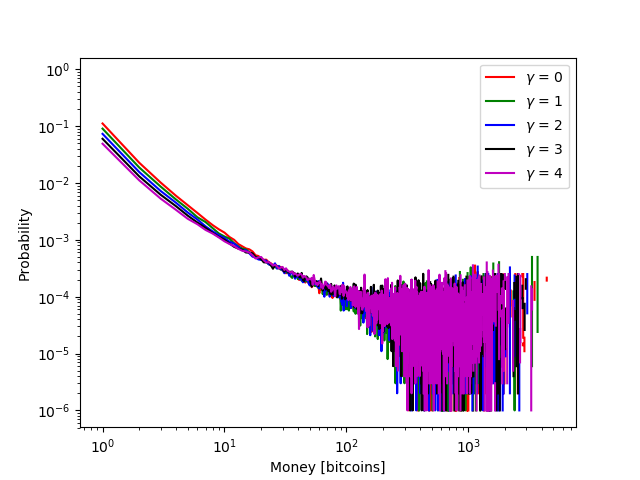 10⁰
10⁻¹
10⁻²
10⁻³
10⁻⁴
10⁻⁵
10⁻⁶
Probability
γ = 0
γ = 1
γ = 2
γ = 3
γ = 4
10⁰ 10¹ 10² 10³
Money [bitcoins]